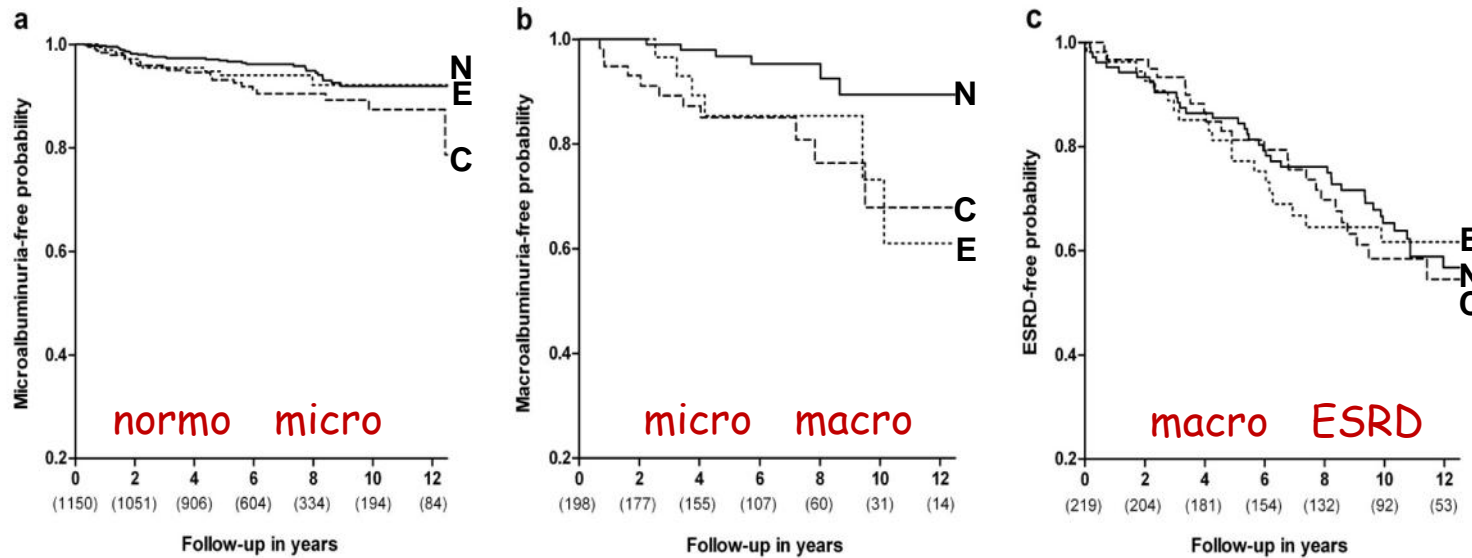 a
Microalbuminuria-free probability
1.0
0.8
0.6
0.4
0.2
N
E
C
normo micro
0 2 4 6 8 10 12
(1150) (1051) (906) (604) (334) (194) (84)
Follow-up in years
b
Macroalbuminuria-free probability
1.0
0.8
0.6
0.4
0.2
N
C
E
micro macro
0 2 4 6 8 10 12
(198) (177) (155) (107) (60) (31) (14)
Follow-up in years
c
ESRD-free probability
1.0
0.8
0.6
0.4
0.2
E
N
C
macro ESRD
0 2 4 6 8 10 12
(219) (204) (181) (154) (132) (92) (53)
Follow-up in years